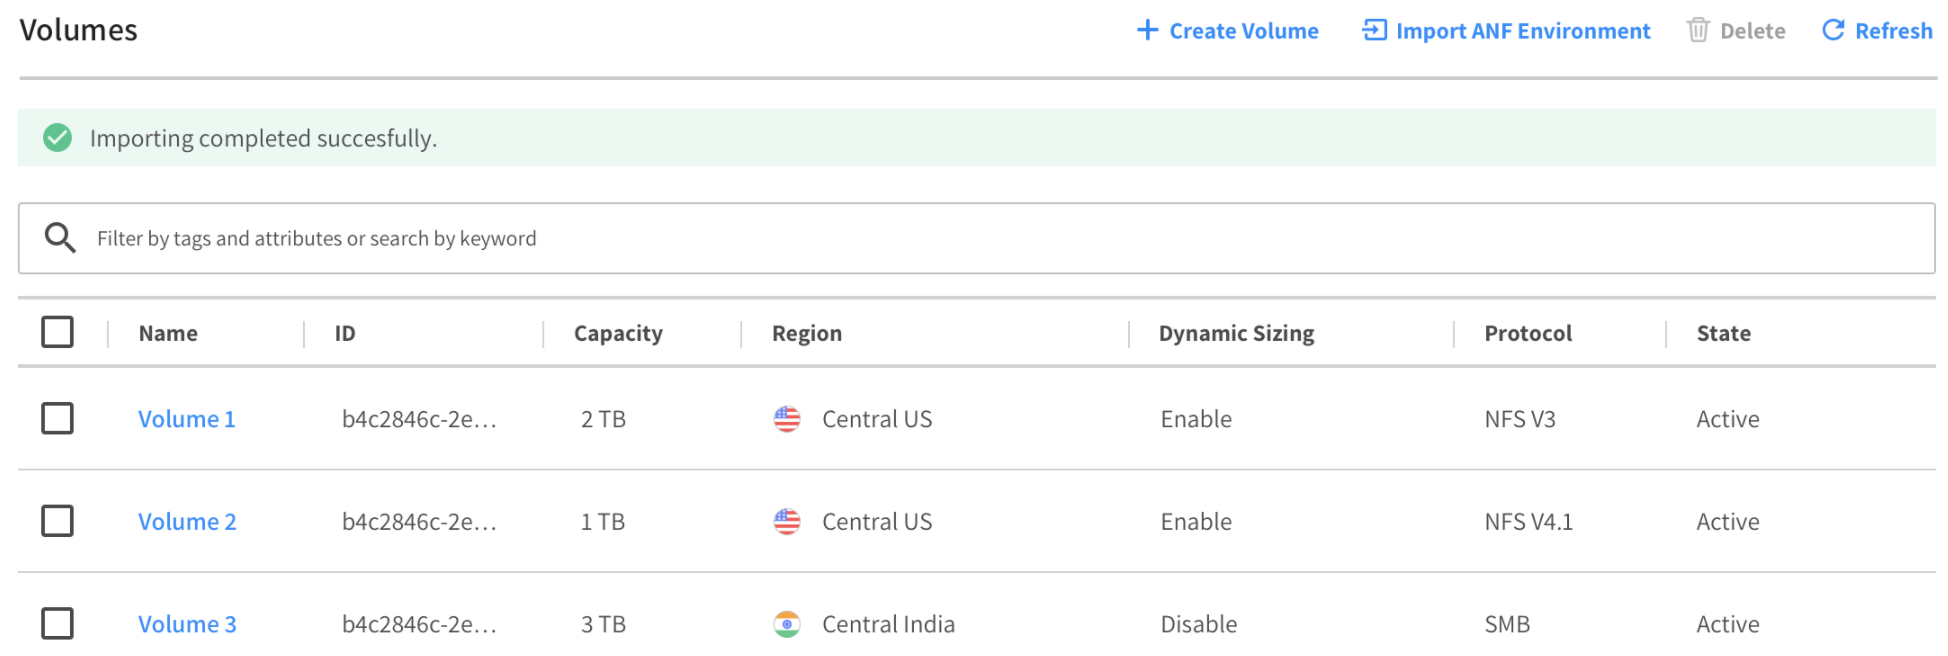 Volumes
Create Volume Import ANF Environment Delete Refresh
Importing completed succesfully.
Filter by tags and attributes or search by keyword
Name ID Capacity Region Dynamic Sizing Protocol State
Volume 1 b4c2846c-2e... 2 TB Central US Enable NFS V3 Active
Volume 2 b4c2846c-2e... 1 TB Central US Enable NFS V4.1 Active
Volume 3 b4c2846c-2e... 3 TB Central India Disable SMB Active